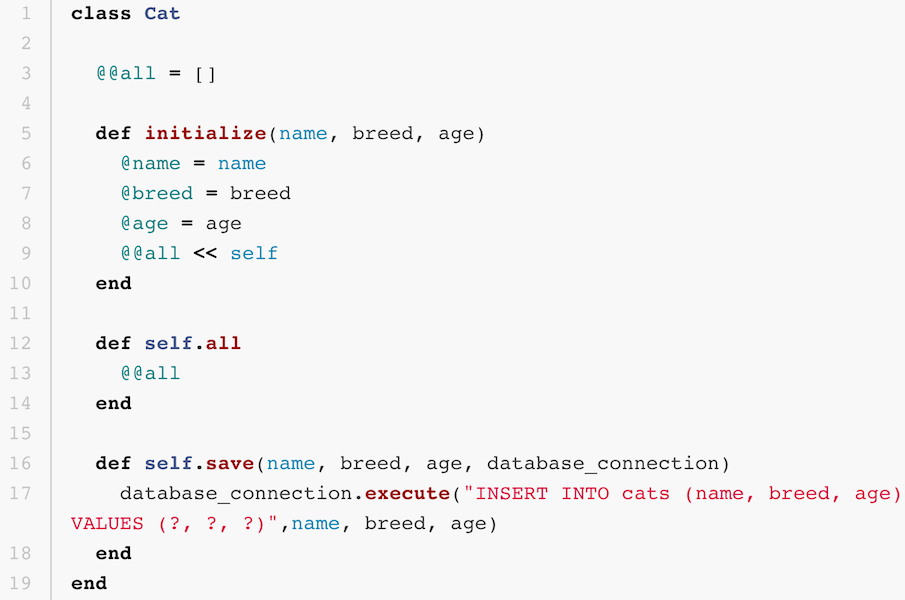 1 class Cat
2
3   @@all = []
4
5   def initialize(name, breed, age)
6     @name = name
7     @breed = breed
8     @age = age
9     @@all << self
10   end
11
12   def self.all
13     @@all
14   end
15
16   def self.save(name, breed, age, database_connection)
17     database_connection.execute("INSERT INTO cats (name, breed, age)
VALUES (?, ?, ?)",name, breed, age)
18   end
19 end